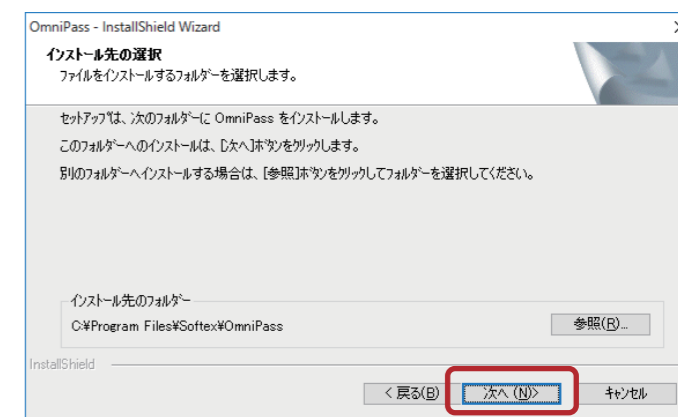 OmniPass - InstallShield Wizard
インストール先の選択
ファイルをインストールするフォルダーを選択します。
セットアップは、次のフォルダーに OmniPass をインストールします。
このフォルダーへのインストールは、[次へ]ボタンをクリックします。
別のフォルダーへインストールする場合は、[参照]ボタンをクリックしてフォルダーを選択してください。
インストール先のフォルダー
C:¥Program Files¥Softex¥OmniPass
参照(R)...
InstallShield
< 戻る(B)
次へ (N)>
キャンセル